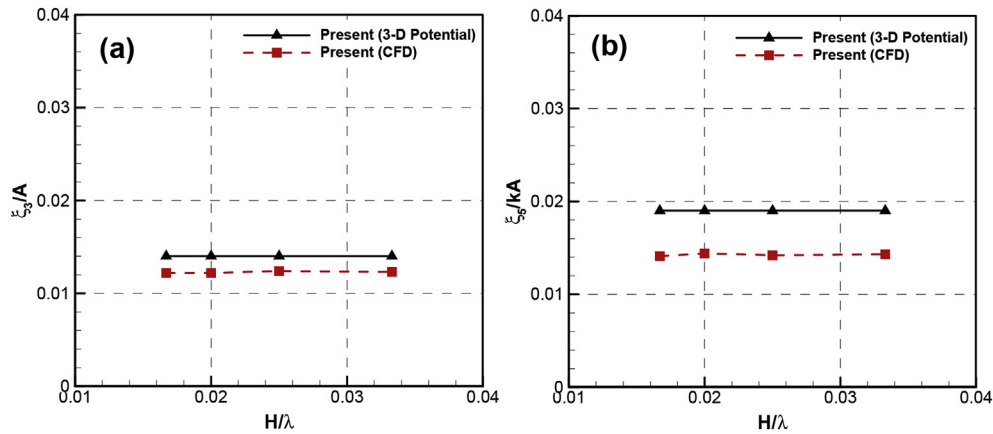 (a)
Present (3-D Potential)
Present (CFD)
0.04
0.03
0.02
0.01
0
ξ3/A
0.01
0.02
0.03
0.04
H/λ
(b)
Present (3-D Potential)
Present (CFD)
0.04
0.03
0.02
0.01
0
ξ5/kA
0.01
0.02
0.03
0.04
H/λ